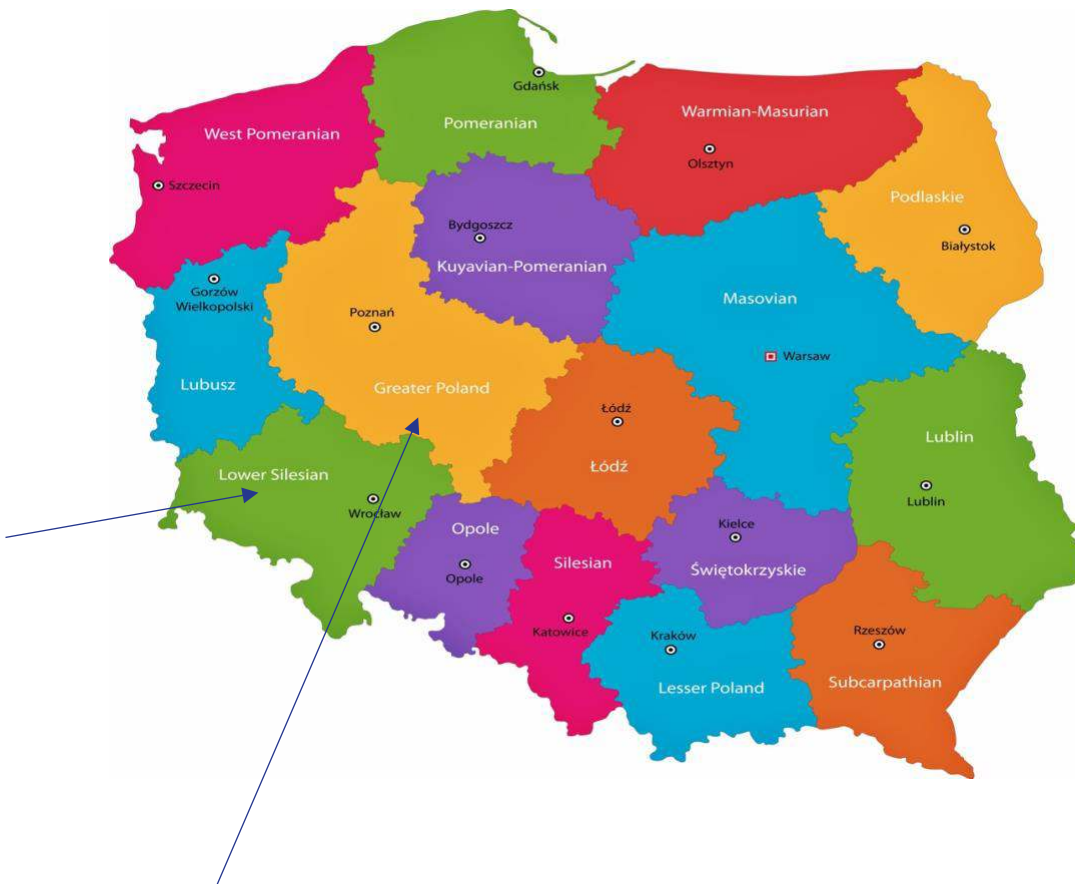 Gdańsk
Pomeranian
West Pomeranian
Warmian-Masurian
Olsztyn
Szczecin
Podlaskie
Białystok
Bydgoszcz
Kuyavian-Pomeranian
Gorzów
Wielkopolski
Masovian
Poznań
Warsaw
Lubusz
Greater Poland
Łódź
Łódź
Lublin
Lublin
Lower Silesian
Wrocław
Opole
Opole
Kielce
Świętokrzyskie
Silesian
Katowice
Kraków
Lesser Poland
Rzeszów
Subcarpathian